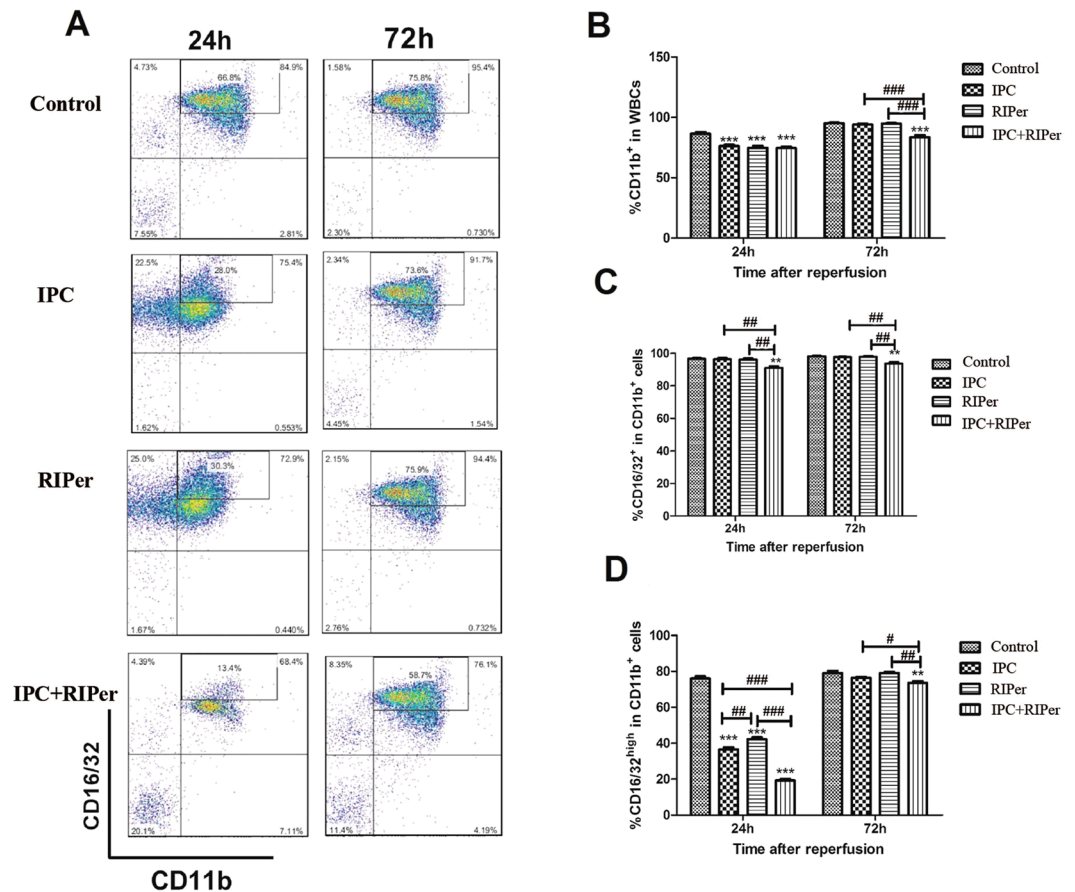 A
24h
72h
Control
4.73%
84.9%
66.8%
7.55%
2.81%
1.58%
95.4%
75.8%
2.30%
0.730%
IPC
22.5%
75.4%
28.0%
1.62%
0.553%
2.34%
91.7%
73.6%
4.45%
1.54%
RIPer
25.0%
72.9%
30.3%
1.67%
0.440%
2.15%
94.4%
75.9%
2.76%
0.732%
IPC+RIPer
4.39%
68.4%
13.4%
20.1%
7.11%
8.35%
76.1%
58.7%
11.4%
4.19%
CD16/32
CD11b
B
%CD11b+ in WBCs
150
100
50
0
*** *** ***
###
###
***
24h
72h
Time after reperfusion
Control
IPC
RIPer
IPC+RIPer
C
%CD16/32+ in CD11b+ cells
100
80
60
40
20
0
##
##
**
##
##
**
24h
72h
Time after reperfusion
Control
IPC
RIPer
IPC+RIPer
D
%CD16/32high in CD11b+ cells
100
80
60
40
20
0
###
## ###
*** *** ***
#
##
**
24h
72h
Time after reperfusion
Control
IPC
RIPer
IPC+RIPer